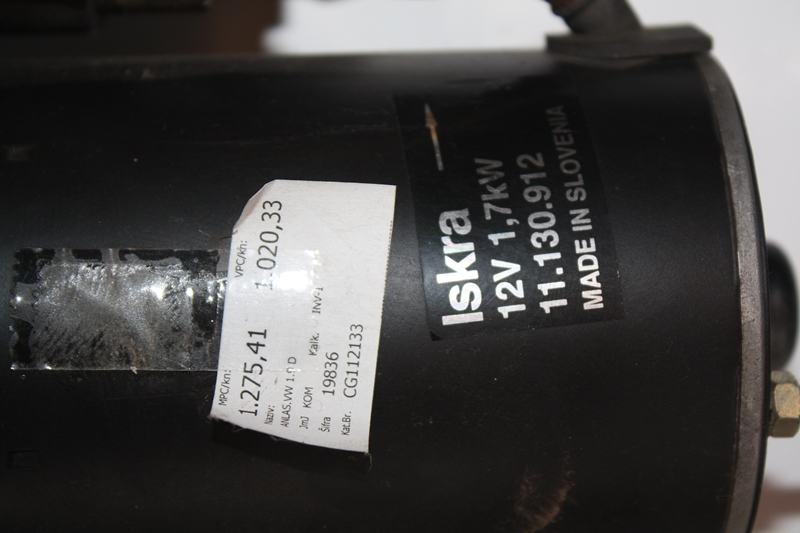 Iskra
12V 1,7kW
11.130.912
MADE IN SLOVENIA
MPC/kn: VPC/kn:
1.275,41 1.020,33
Naziv:
ANLAS.VW 1.9 D
JmJ KOM Kalk. INV-1
Šifra 19836
Kat.Br. CG112133